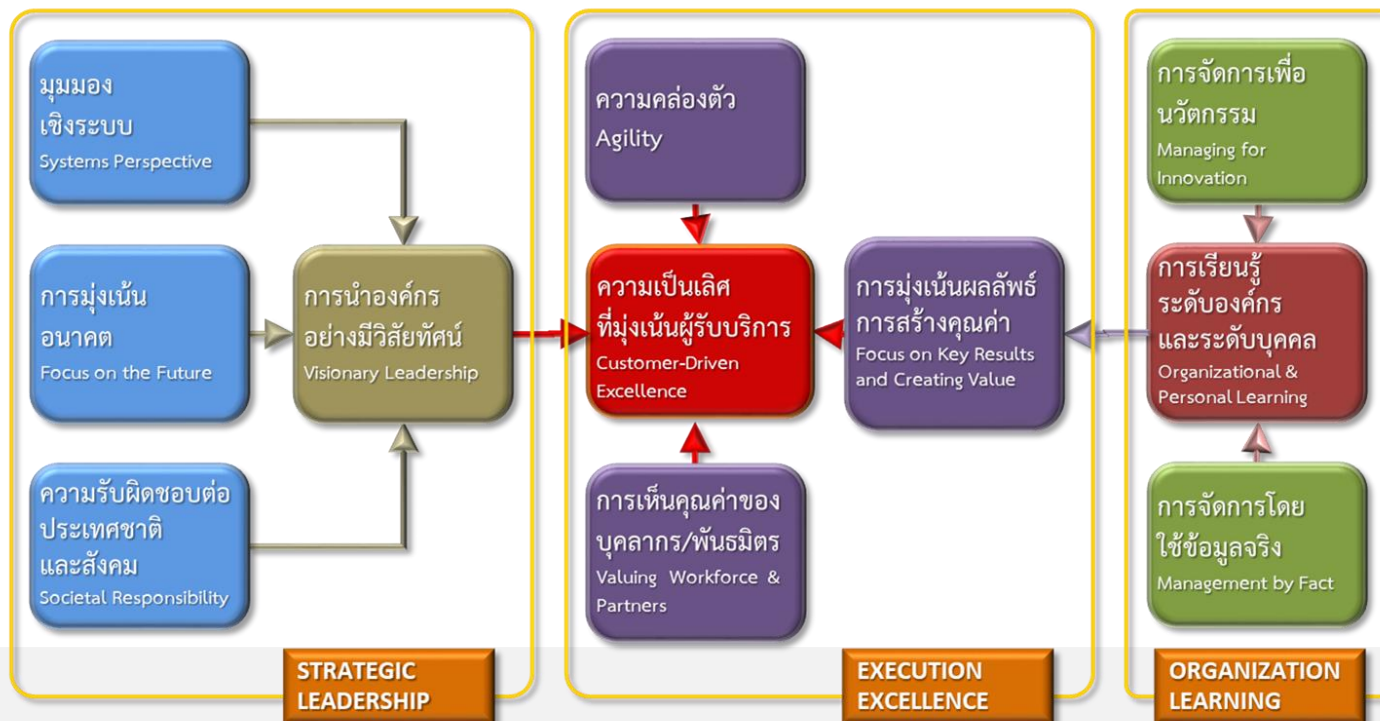 มุมมอง
เชิงระบบ
Systems Perspective
การมุ่งเน้น
อนาคต
Focus on the Future
ความรับผิดชอบต่อ
ประเทศชาติ
และสังคม
Societal Responsibility
การนำองค์กร
อย่างมีวิสัยทัศน์
Visionary Leadership
STRATEGIC
LEADERSHIP
ความคล่องตัว
Agility
ความเป็นเลิศ
ที่มุ่งเน้นผู้รับบริการ
Customer-Driven
Excellence
การเห็นคุณค่าของ
บุคลากร/พันธมิตร
Valuing Workforce &
Partners
การมุ่งเน้นผลลัพธ์
การสร้างคุณค่า
Focus on Key Results
and Creating Value
EXECUTION
EXCELLENCE
การจัดการเพื่อ
นวัตกรรม
Managing for
Innovation
การเรียนรู้
ระดับองค์กร
และระดับบุคคล
Organizational &
Personal Learning
การจัดการโดย
ใช้ข้อมูลจริง
Management by Fact
ORGANIZATION
LEARNING